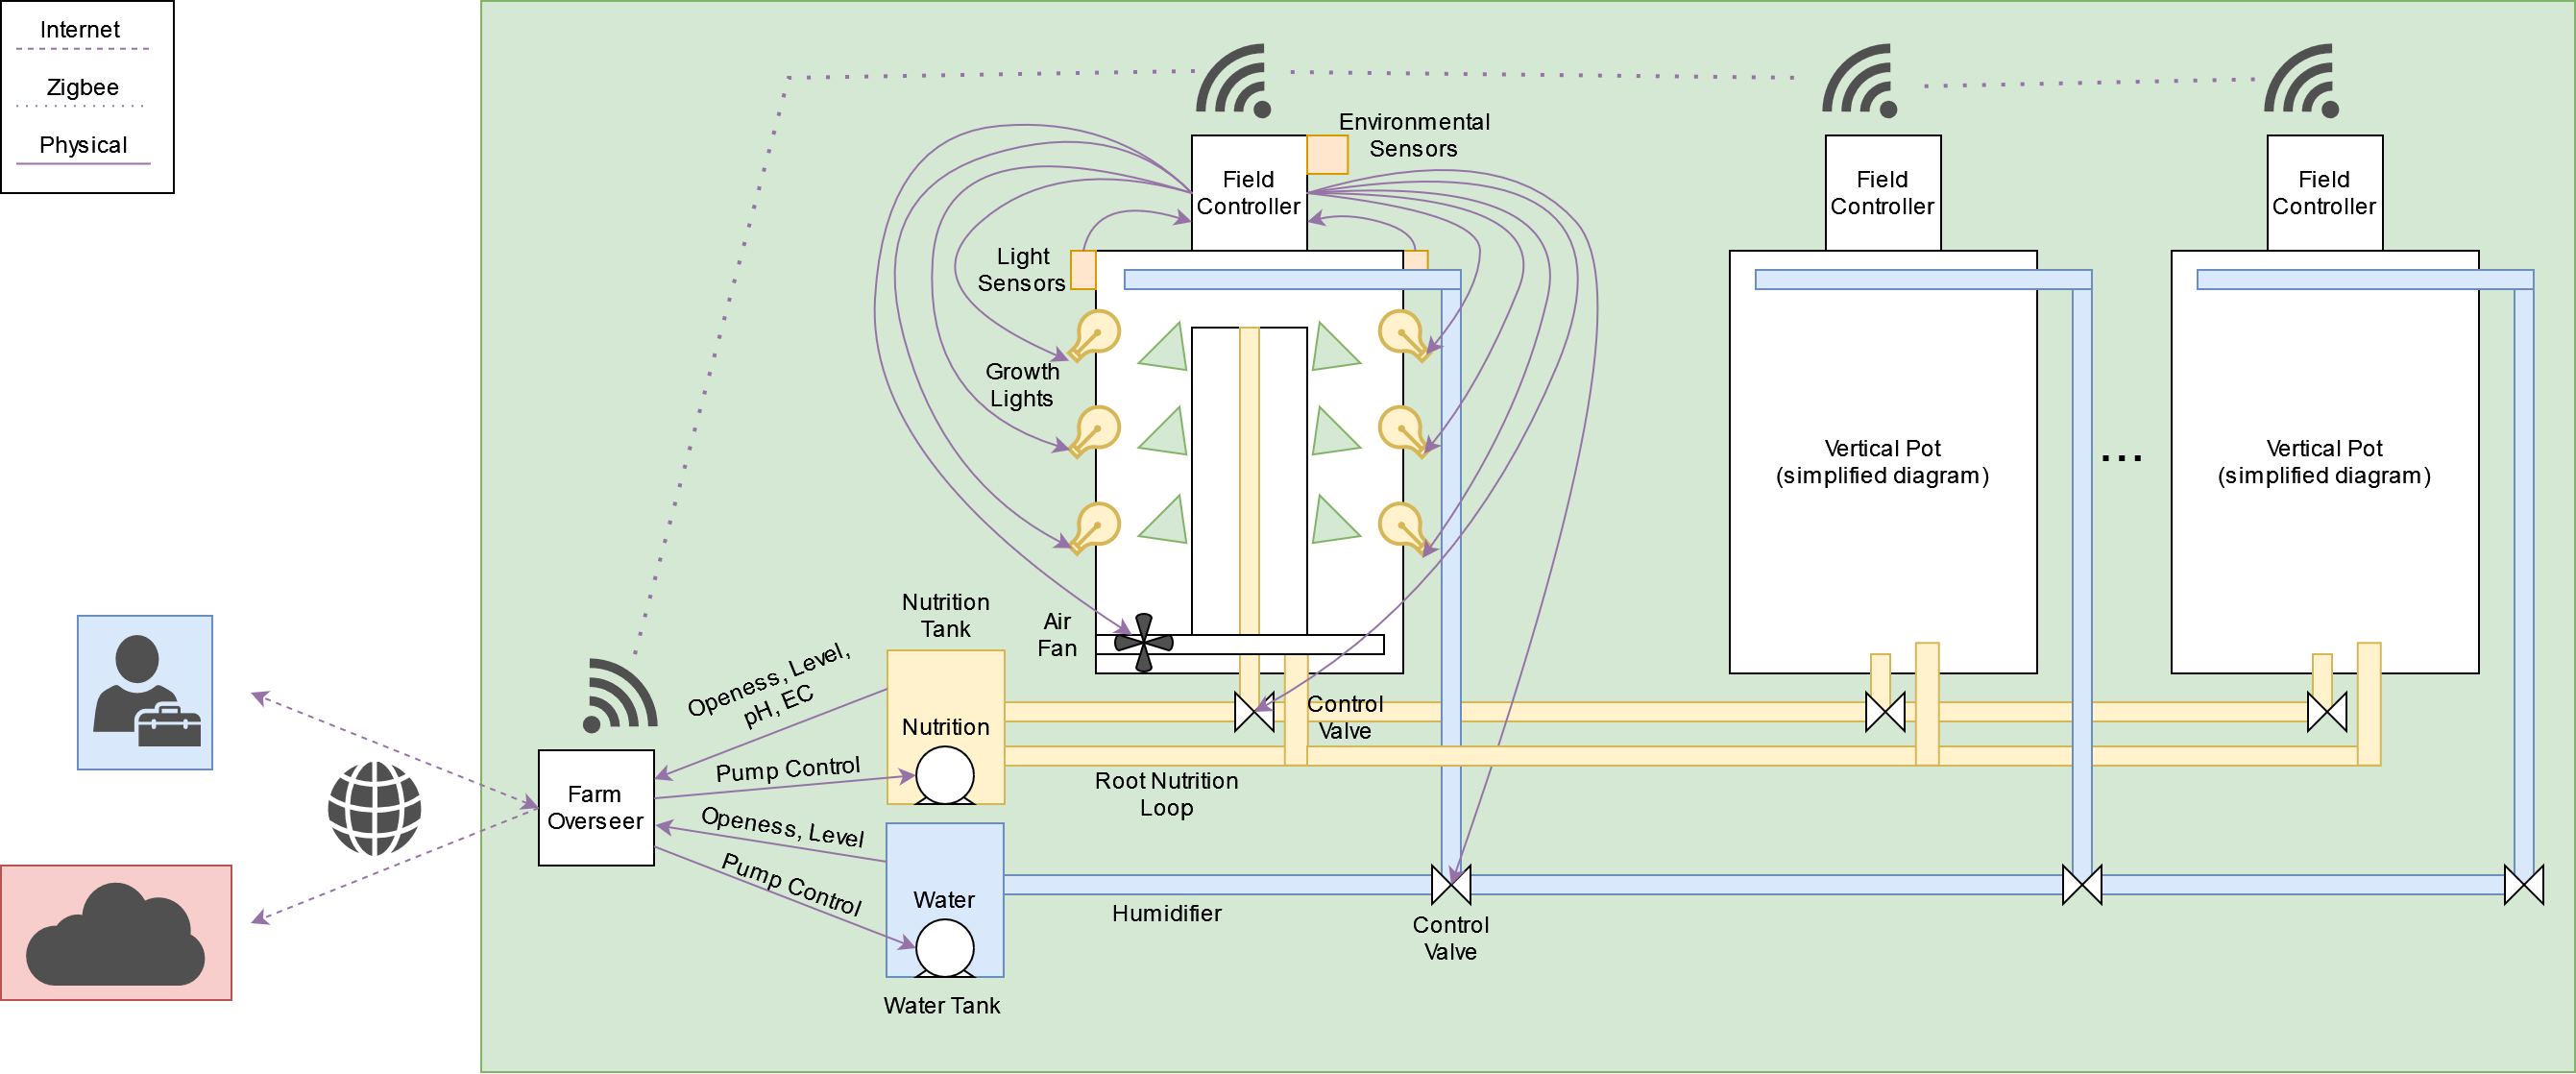 Internet
Zigbee
Physical
Environmental
Sensors
Field
Controller
Field
Controller
Field
Controller
Light
Sensors
Growth
Lights
Vertical Pot
(simplified diagram)
...
Vertical Pot
(simplified diagram)
Nutrition
Tank
Air
Fan
Openess, Level,
pH, EC
Nutrition
Control
Valve
Pump Control
Root Nutrition
Loop
Farm
Overseer
Openess, Level
Pump Control
Water
Humidifier
Control
Valve
Water Tank